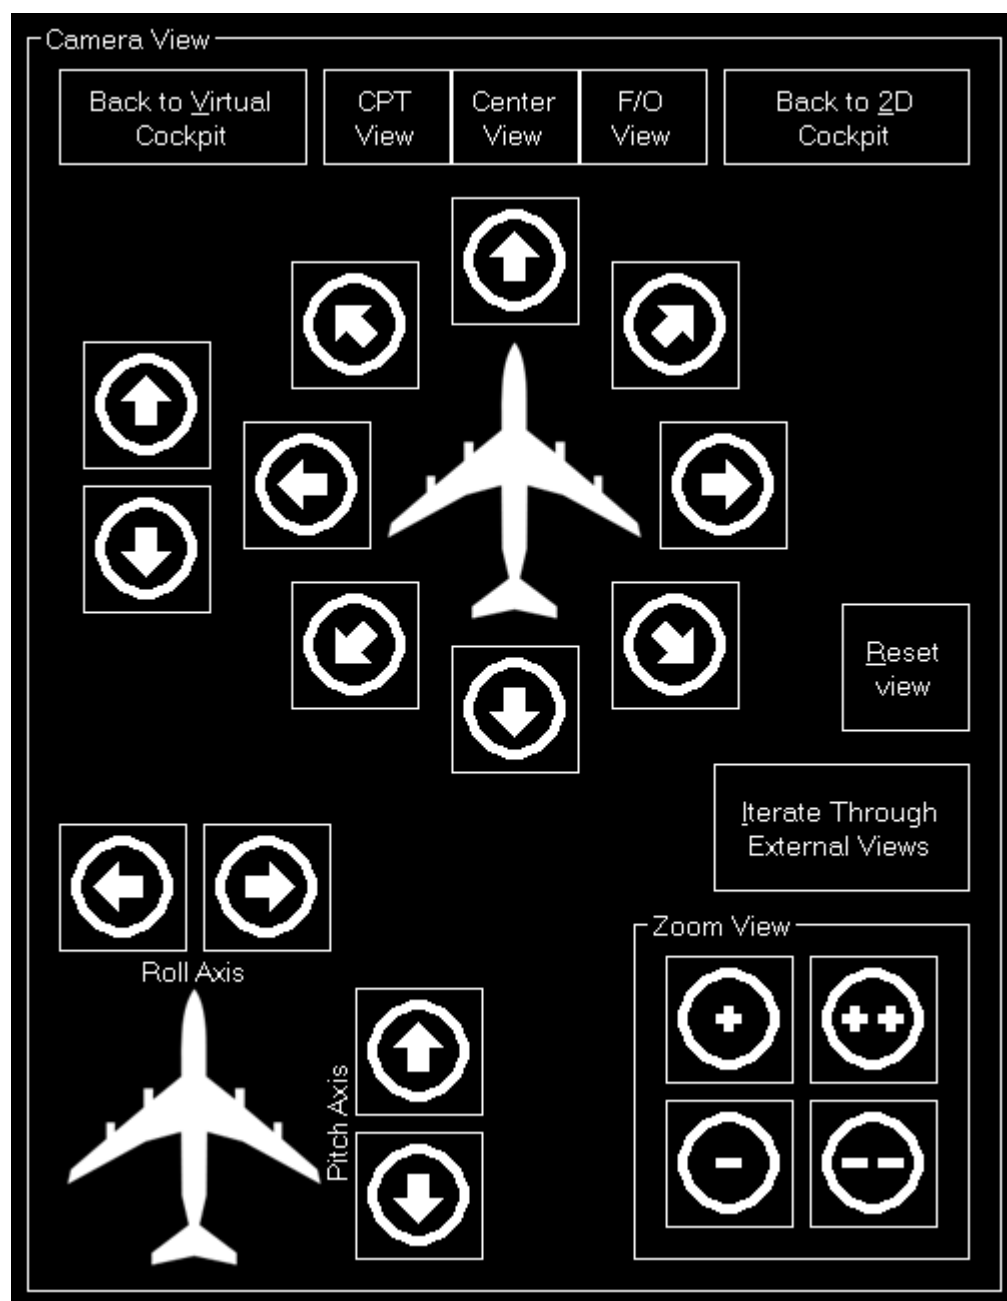 Camera View
Back to Virtual
Cockpit
CPT
View
Center
View
F/O
View
Back to 2D
Cockpit
Reset
view
Iterate Through
External Views
Roll Axis
Pitch Axis
Zoom View
+
++
-
--